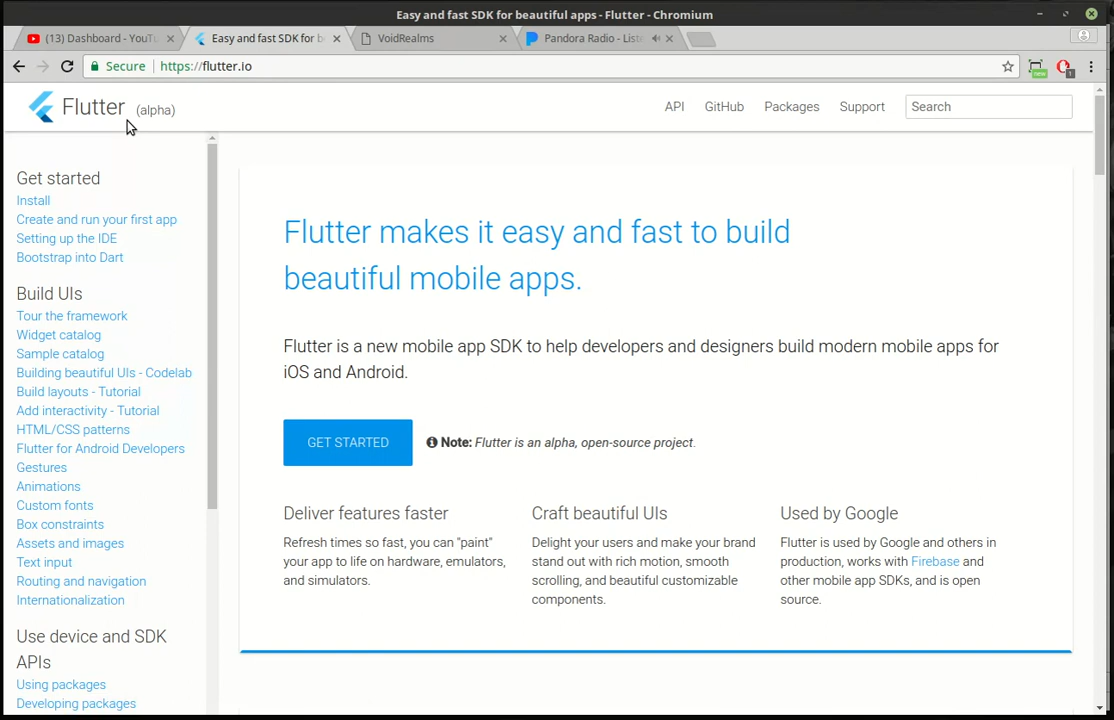 Easy and fast SDK for beautiful apps - Flutter - Chromium
(13) Dashboard - YouTu
Easy and fast SDK for b
VoidRealms
Pandora Radio - Liste
Secure
https://flutter.io
new
1
Flutter (alpha)
API
GitHub
Packages
Support
Search
Get started
Install
Create and run your first app
Setting up the IDE
Bootstrap into Dart
Build UIs
Tour the framework
Widget catalog
Sample catalog
Building beautiful UIs - Codelab
Build layouts - Tutorial
Add interactivity - Tutorial
HTML/CSS patterns
Flutter for Android Developers
Gestures
Animations
Custom fonts
Box constraints
Assets and images
Text input
Routing and navigation
Internationalization
Use device and SDK
APIs
Using packages
Developing packages
Flutter makes it easy and fast to build
beautiful mobile apps.
Flutter is a new mobile app SDK to help developers and designers build modern mobile apps for
iOS and Android.
GET STARTED
Note: Flutter is an alpha, open-source project.
Deliver features faster
Refresh times so fast, you can "paint"
your app to life on hardware, emulators,
and simulators.
Craft beautiful UIs
Delight your users and make your brand
stand out with rich motion, smooth
scrolling, and beautiful customizable
components.
Used by Google
Flutter is used by Google and others in
production, works with Firebase and
other mobile app SDKs, and is open
source.